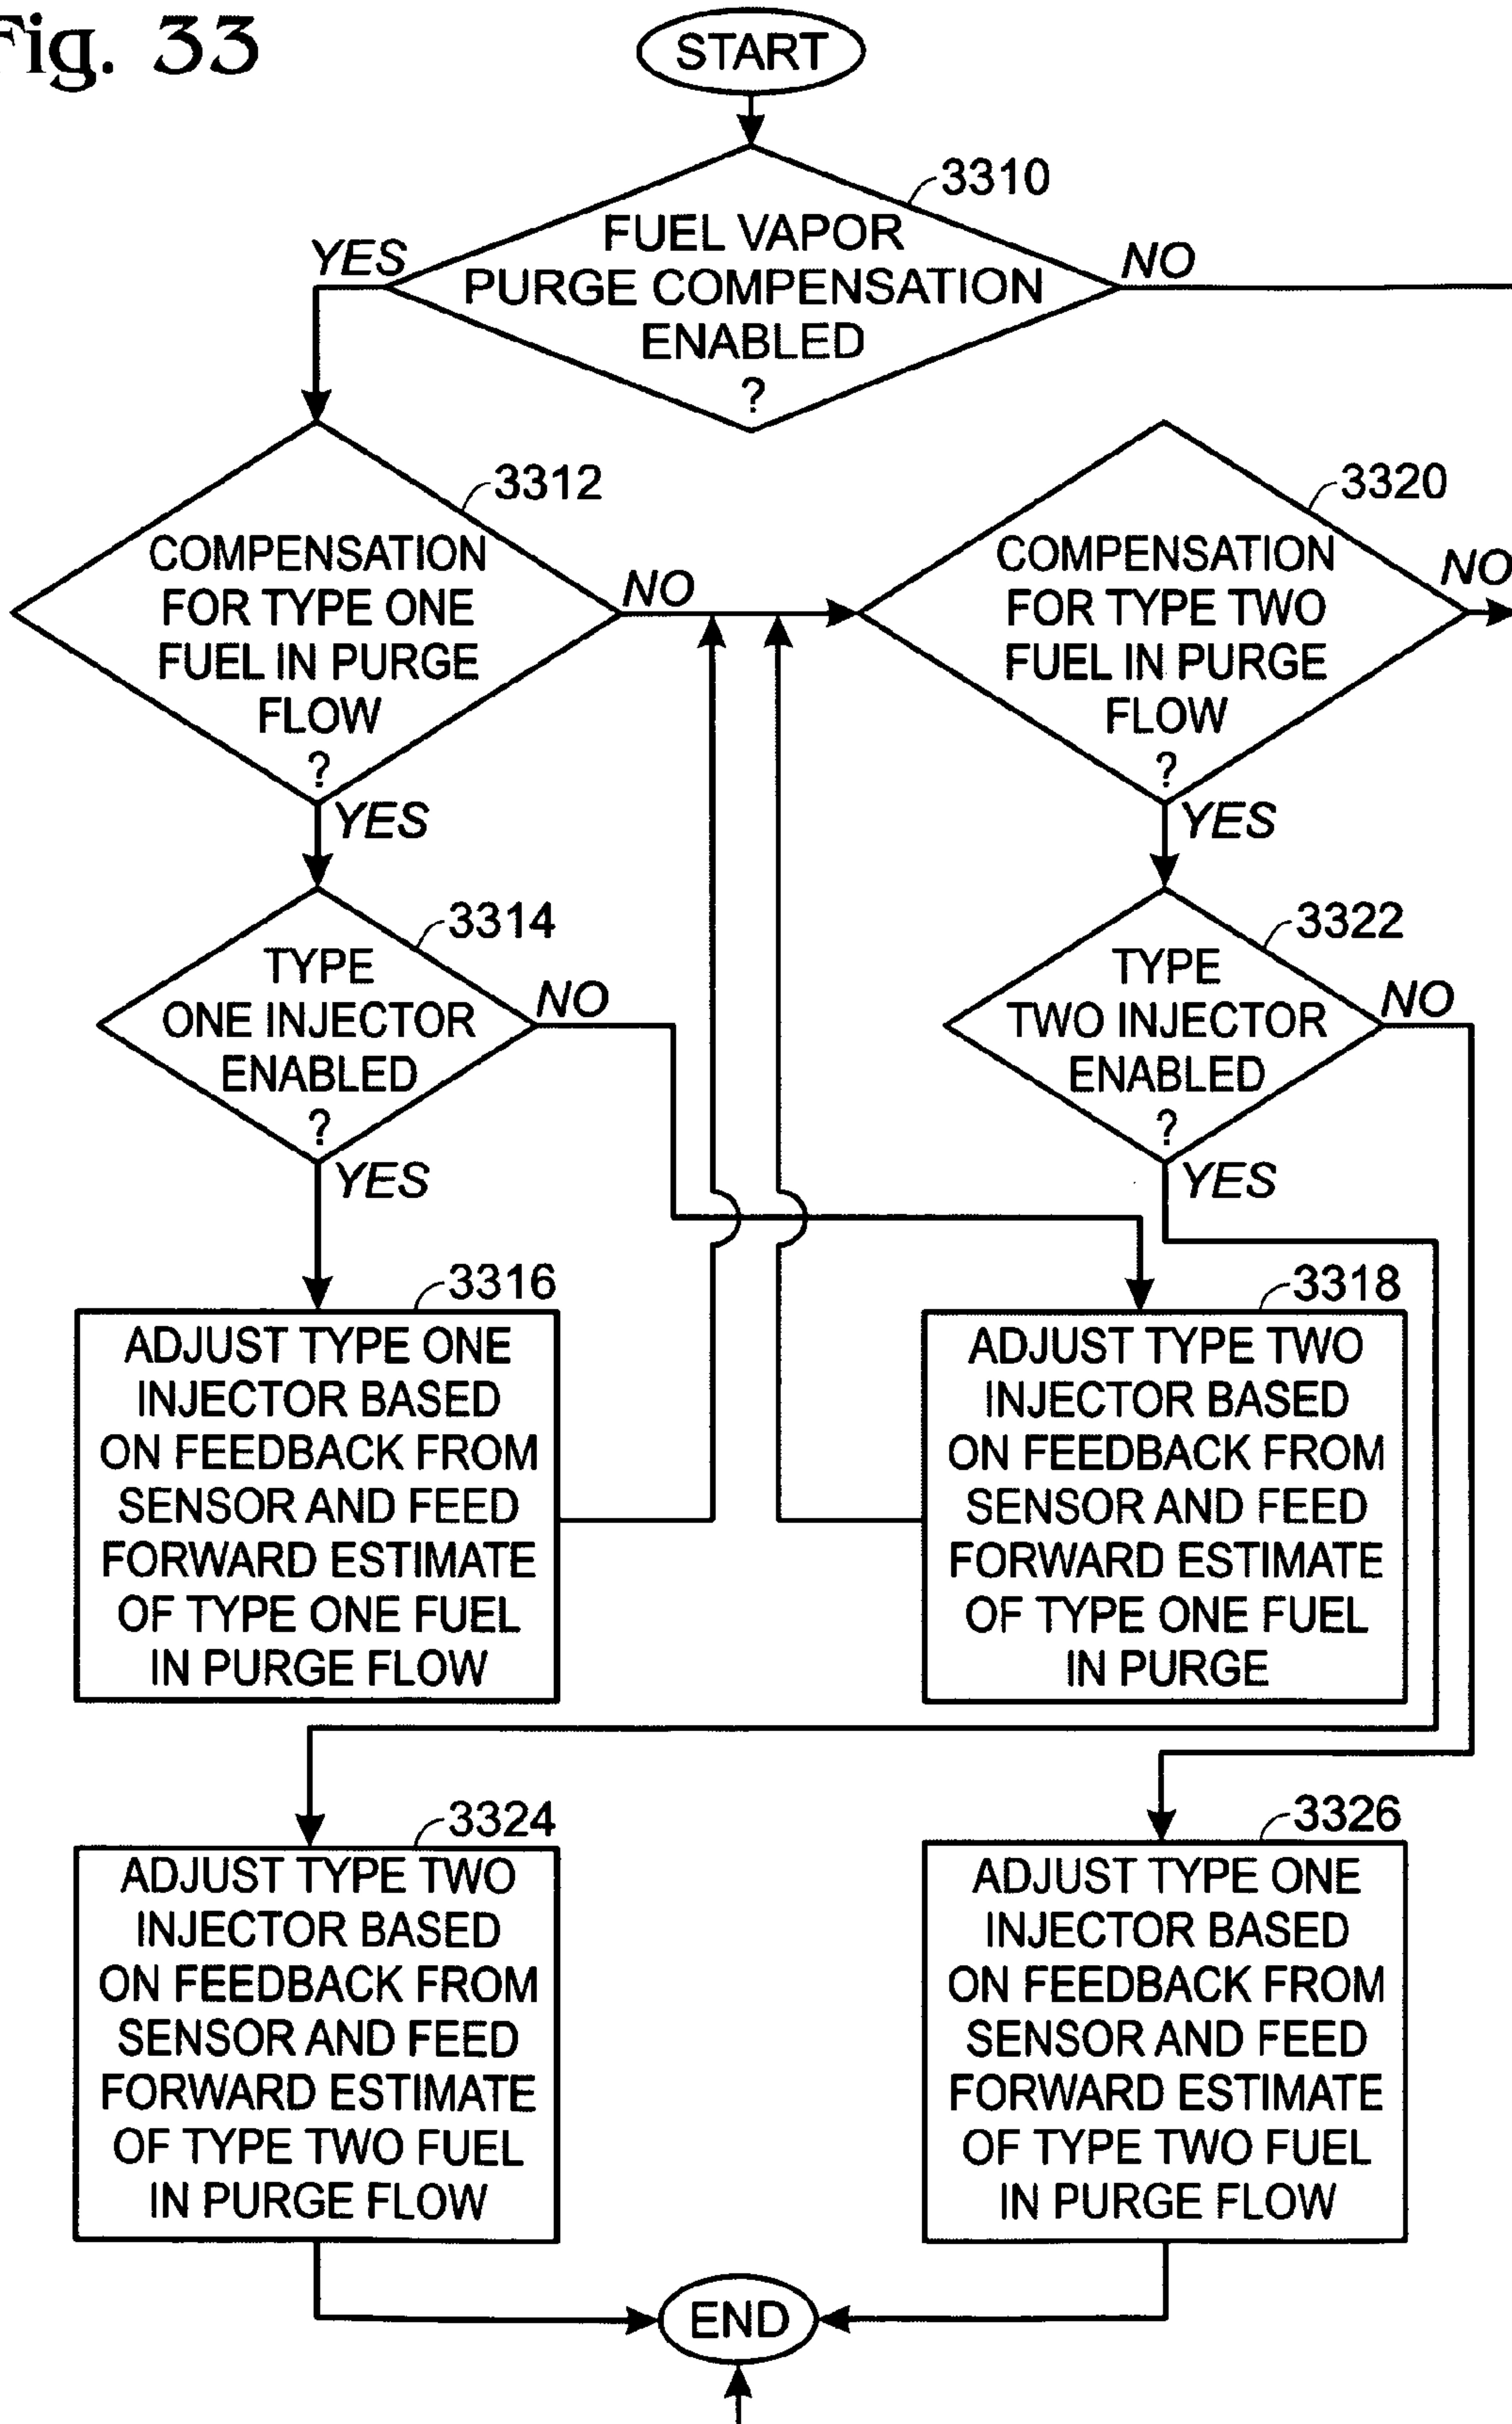 Fig. 33
START
3310
FUEL VAPOR
PURGE COMPENSATION
ENABLED
?
YES
NO
3312
COMPENSATION
FOR TYPE ONE
FUEL IN PURGE
FLOW
?
NO
YES
3320
COMPENSATION
FOR TYPE TWO
FUEL IN PURGE
FLOW
?
NO
YES
3314
TYPE
ONE INJECTOR
ENABLED
?
NO
YES
3322
TYPE
TWO INJECTOR
ENABLED
?
NO
YES
3316
ADJUST TYPE ONE
INJECTOR BASED
ON FEEDBACK FROM
SENSOR AND FEED
FORWARD ESTIMATE
OF TYPE ONE FUEL
IN PURGE FLOW
3318
ADJUST TYPE TWO
INJECTOR BASED
ON FEEDBACK FROM
SENSOR AND FEED
FORWARD ESTIMATE
OF TYPE ONE FUEL
IN PURGE
3324
ADJUST TYPE TWO
INJECTOR BASED
ON FEEDBACK FROM
SENSOR AND FEED
FORWARD ESTIMATE
OF TYPE TWO FUEL
IN PURGE FLOW
3326
ADJUST TYPE ONE
INJECTOR BASED
ON FEEDBACK FROM
SENSOR AND FEED
FORWARD ESTIMATE
OF TYPE TWO FUEL
IN PURGE FLOW
END